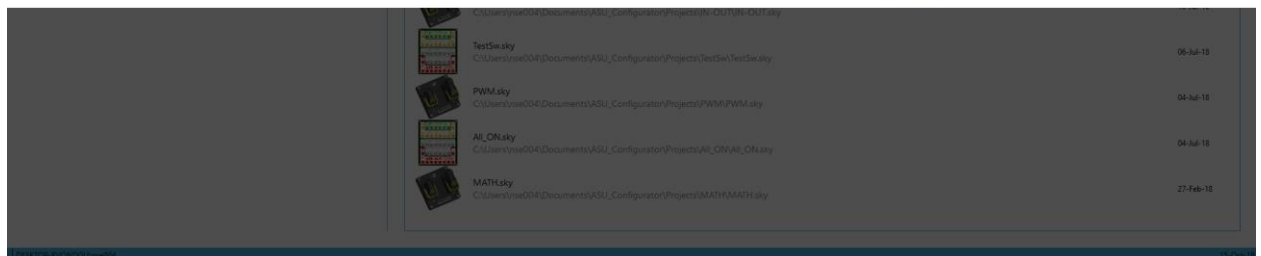 C:\Users\nse004\Documents\ASU_Configurator\Projects\IN-OUT\IN-OUT.sky
TestSw.sky
C:\Users\nse004\Documents\ASU_Configurator\Projects\TestSw\TestSw.sky
06-Jul-18
PWM.sky
C:\Users\nse004\Documents\ASU_Configurator\Projects\PWM\PWM.sky
04-Jul-18
All_ON.sky
C:\Users\nse004\Documents\ASU_Configurator\Projects\All_ON\All_ON.sky
04-Jul-18
MATH.sky
C:\Users\nse004\Documents\ASU_Configurator\Projects\MATH\MATH.sky
27-Feb-18